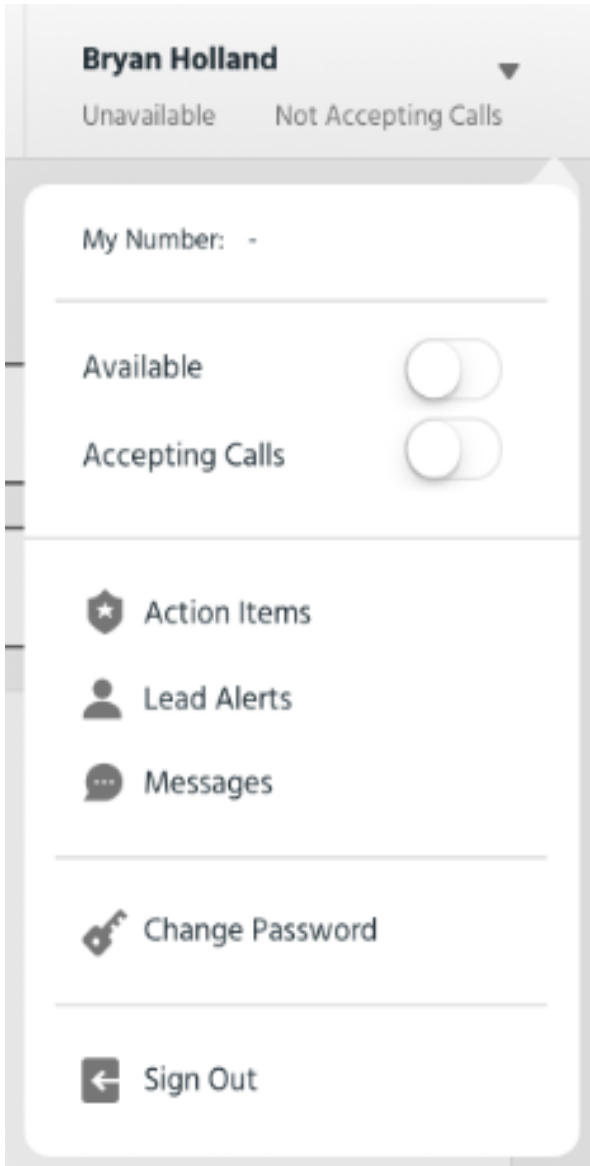 Bryan Holland
Unavailable Not Accepting Calls
My Number: -
Available
Accepting Calls
Action Items
Lead Alerts
Messages
Change Password
Sign Out